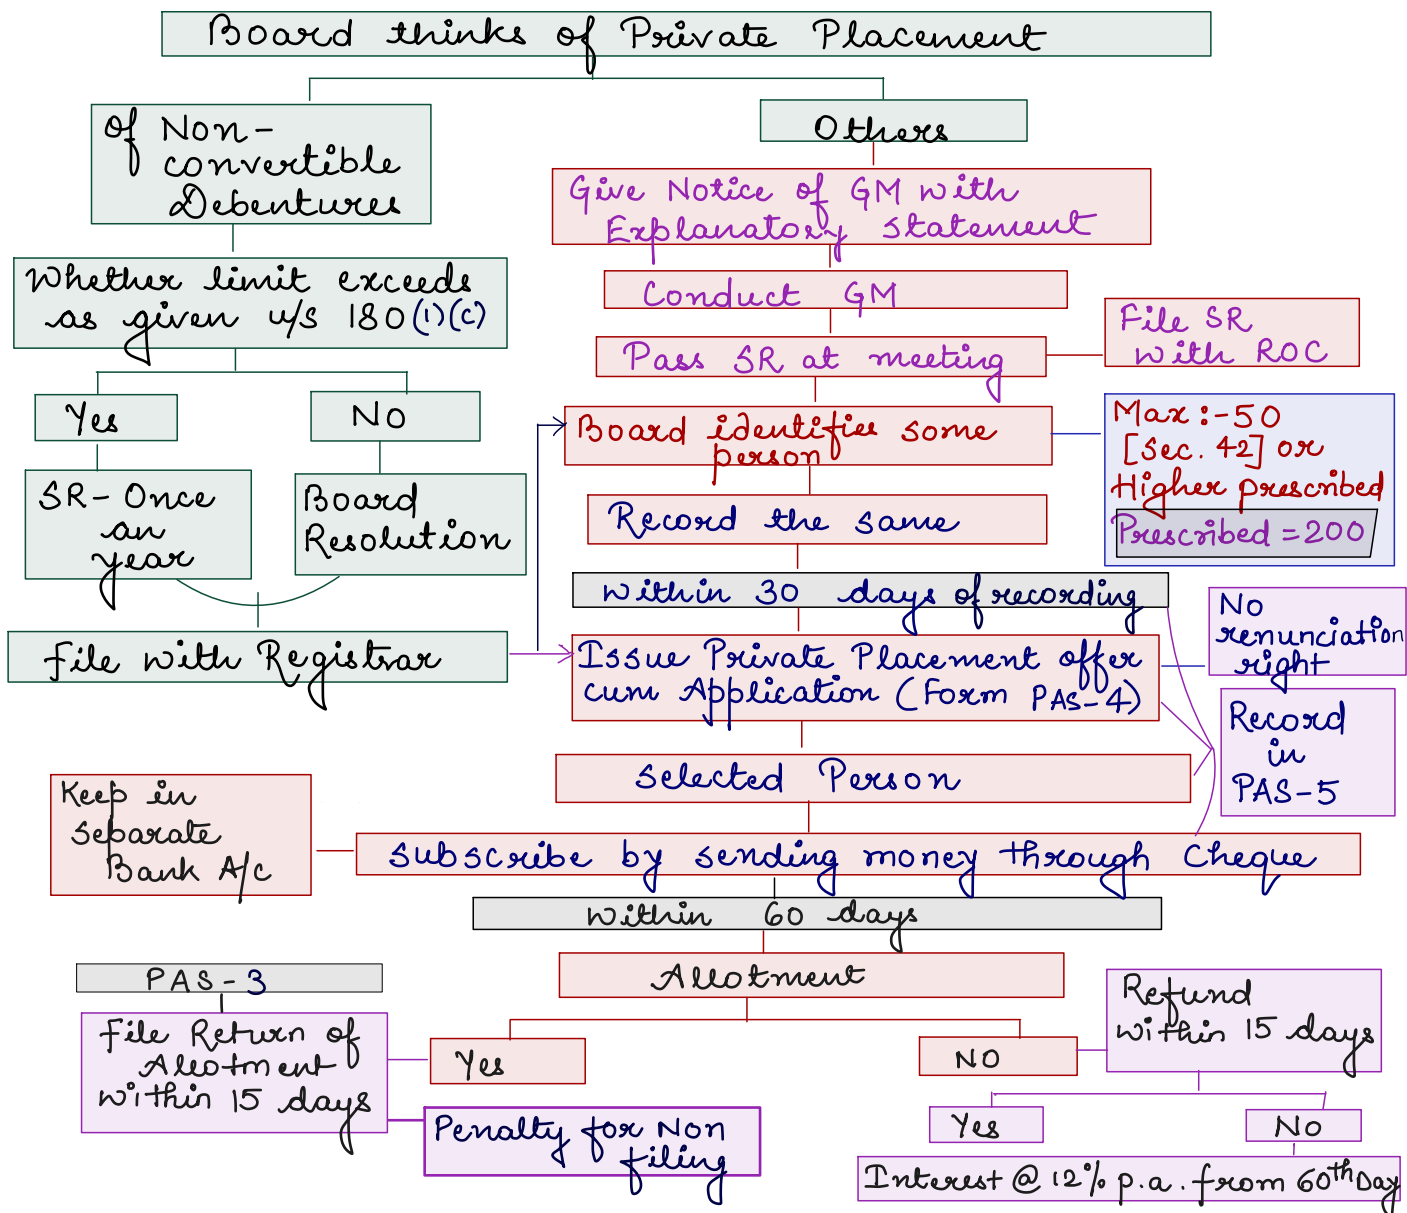 Board thinks of Private Placement
of Non-
convertible
Debentures
Others
Give Notice of GM with
Explanatory statement
Whether limit exceeds
as given u/s 180(1)(c)
Conduct GM
Pass SR at meeting
File SR
with ROC
Yes
NO
Board identifies some
person
Max:-50
[Sec. 42] or
Higher prescribed
Prescribed = 200
SR - Once
an
year
Board
Resolution
Record the same
within 30 days of recording
File with Registrar
Issue Private Placement offer
cum Application (Form PAS-4)
No
renunciation
right
Record
in
PAS-5
Selected Person
Keep in
separate
Bank A/c
Subscribe by sending money through Cheque
within 60 days
Allotment
PAS-3
File Return of
Allotment
within 15 days
Yes
NO
Refund
within 15 days
Penalty for Non
filing
Yes
No
Interest @ 12% p.a. from 60th Day